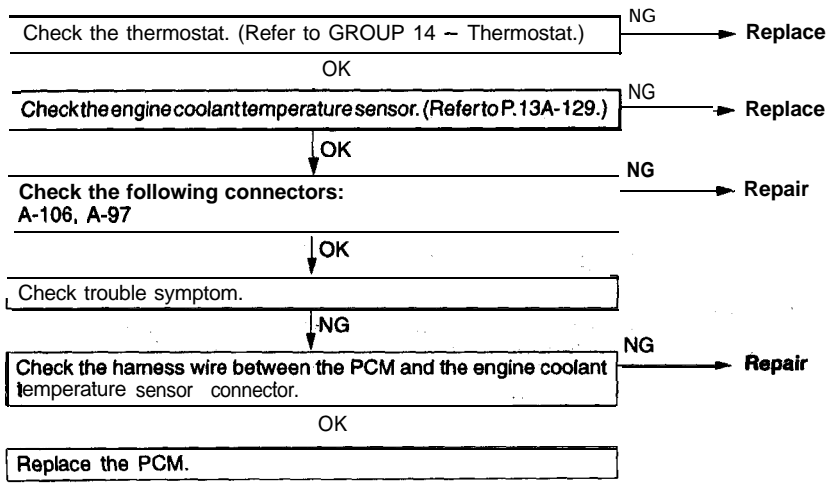 Check the thermostat. (Refer to GROUP 14 – Thermostat.)
NG
Replace
OK
Check the engine coolant temperature sensor. (Refer to P.13A-129.)
NG
Replace
OK
Check the following connectors:
A-106, A-97
NG
Repair
OK
Check trouble symptom.
NG
Check the harness wire between the PCM and the engine coolant
temperature sensor connector.
NG
Repair
OK
Replace the PCM.